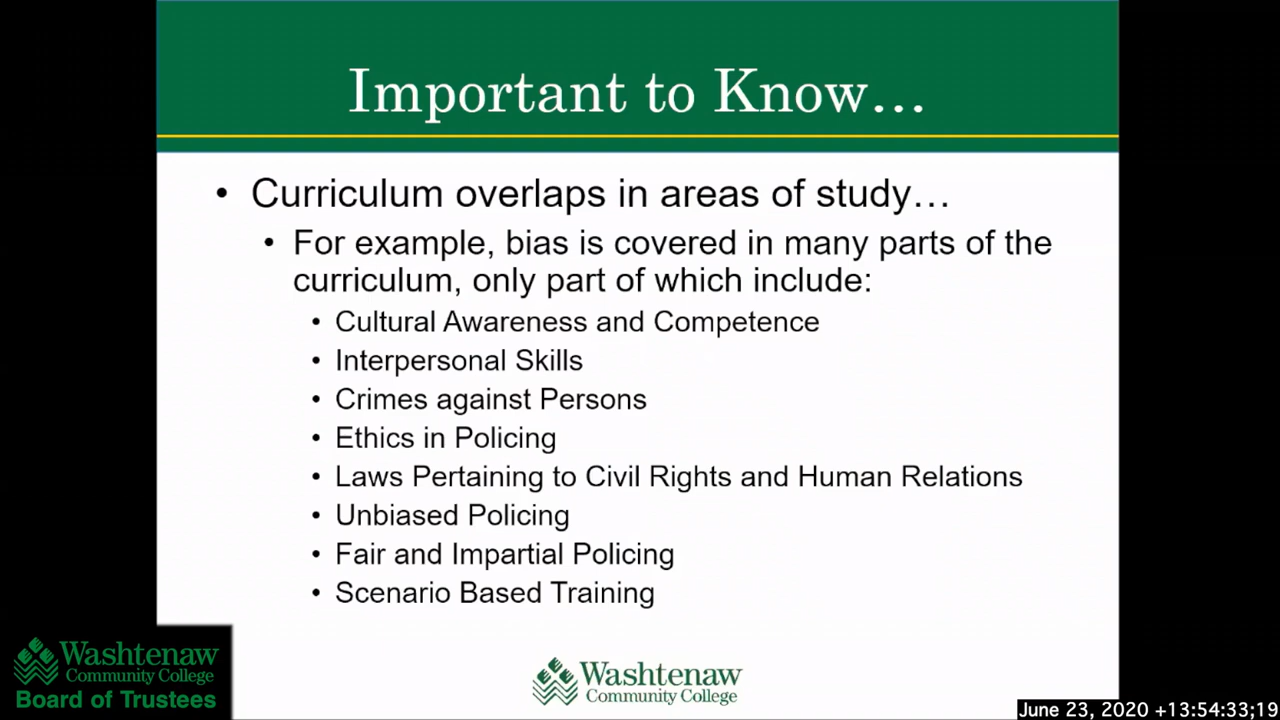 Important to Know…
• Curriculum overlaps in areas of study…
• For example, bias is covered in many parts of the
curriculum, only part of which include:
• Cultural Awareness and Competence
• Interpersonal Skills
• Crimes against Persons
• Ethics in Policing
• Laws Pertaining to Civil Rights and Human Relations
• Unbiased Policing
• Fair and Impartial Policing
• Scenario Based Training
Washtenaw
Community College
Board of Trustees
Washtenaw
Community College
June 23, 2020 +13:54:33;19